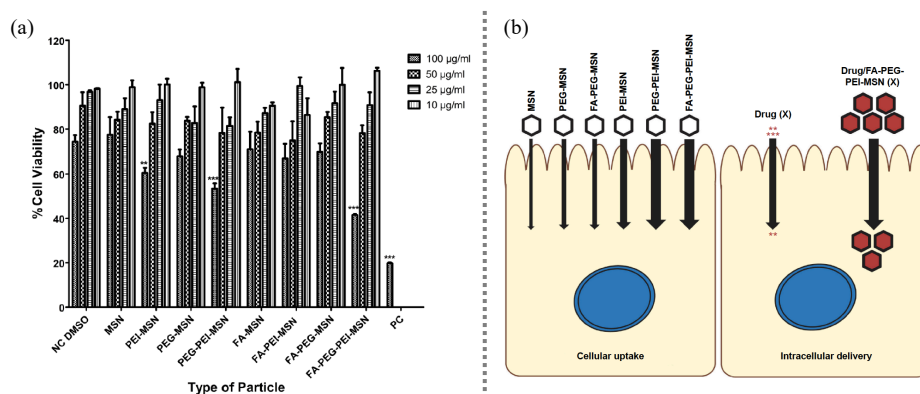 (a)
120
100
80
60
40
20
0
% Cell Viability
100 µg/ml
50 µg/ml
25 µg/ml
10 µg/ml
**
***
***
***
NC DMSO
MSN
PEI-MSN
PEG-MSN
PEG-PEI-MSN
FA-MSN
FA-PEI-MSN
FA-PEG-MSN
FA-PEG-PEI-MSN
PC
Type of Particle
(b)
MSN
PEG-MSN
FA-PEG-MSN
PEI-MSN
PEG-PEI-MSN
FA-PEG-PEI-MSN
Cellular uptake
Drug (X)
**
***
**
Drug/FA-PEG-
PEI-MSN (X)
Intracellular delivery